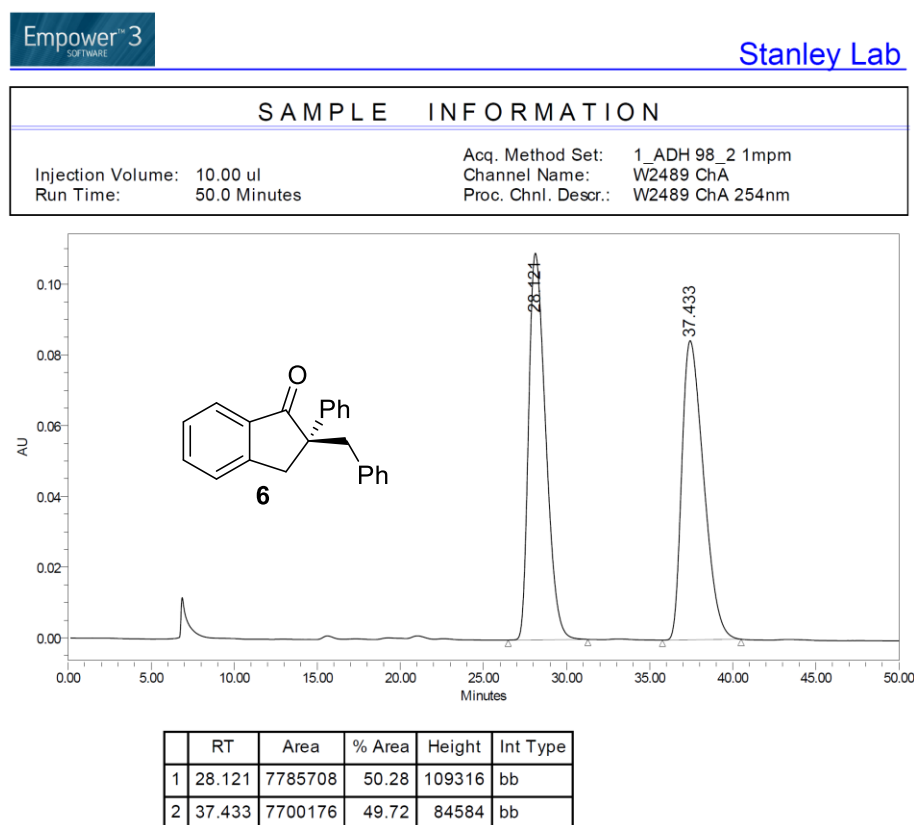 Empower™ 3
SOFTWARE
Stanley Lab
SAMPLE INFORMATION
Injection Volume: 10.00 ul
Run Time: 50.0 Minutes
Acq. Method Set: 1_ADH 98_2 1mpm
Channel Name: W2489 ChA
Proc. Chnl. Descr.: W2489 ChA 254nm
AU
0.10
0.08
0.06
0.04
0.02
0.00
28.121
37.433
O
Ph
Ph
6
0.00 5.00 10.00 15.00 20.00 25.00 30.00 35.00 40.00 45.00 50.00
Minutes
RT Area % Area Height Int Type
1 28.121 7785708 50.28 109316 bb
2 37.433 7700176 49.72 84584 bb